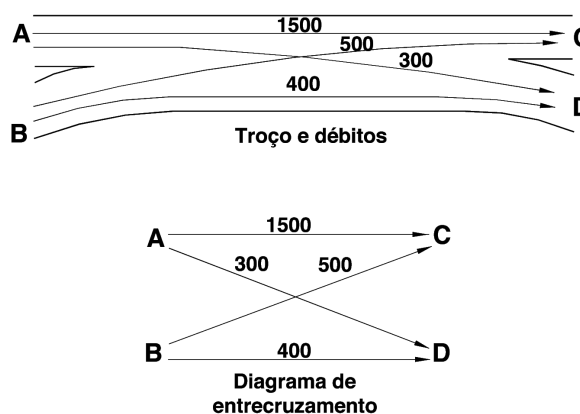 1500
A
C
500
300
400
B
D
Troço e débitos
1500
A
C
300 500
B
400
D
Diagrama de
entrecruzamento